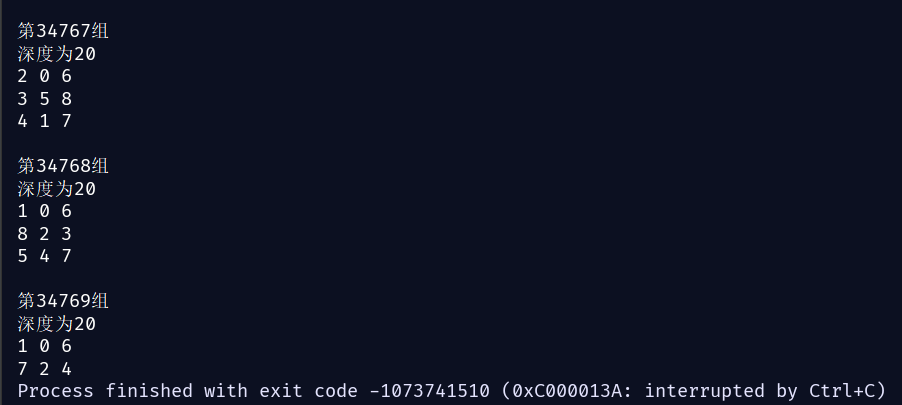 第34767组
深度为20
2 0 6
3 5 8
4 1 7
第34768组
深度为20
1 0 6
8 2 3
5 4 7
第34769组
深度为20
1 0 6
7 2 4
Process finished with exit code -1073741510 (0xC000013A: interrupted by Ctrl+C)